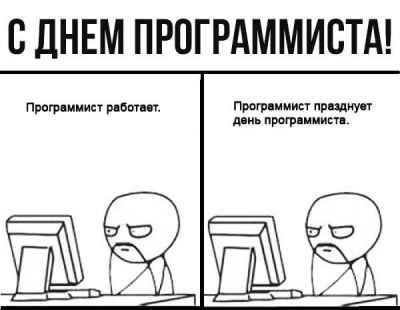 С ДНЕМ ПРОГРАММИСТА!
Программист работает.
Программист празднует
день программиста.